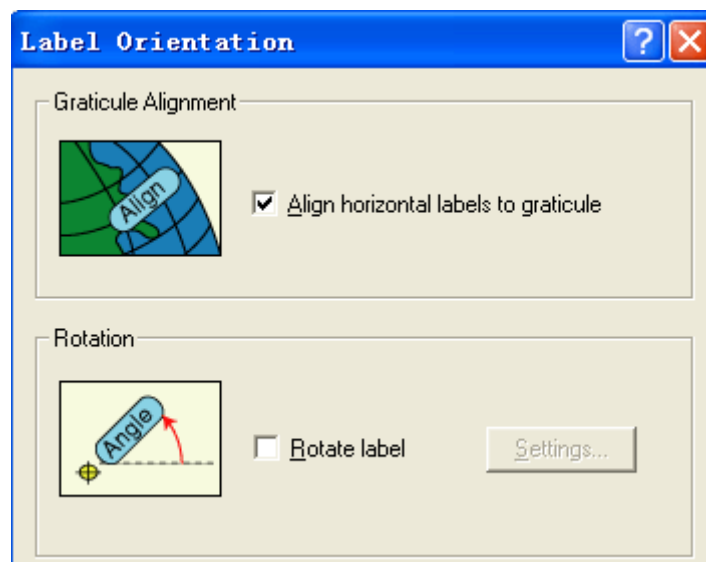 Label Orientation
Graticule Alignment
Align
Align horizontal labels to graticule
Rotation
Angle
Rotate label
Settings...